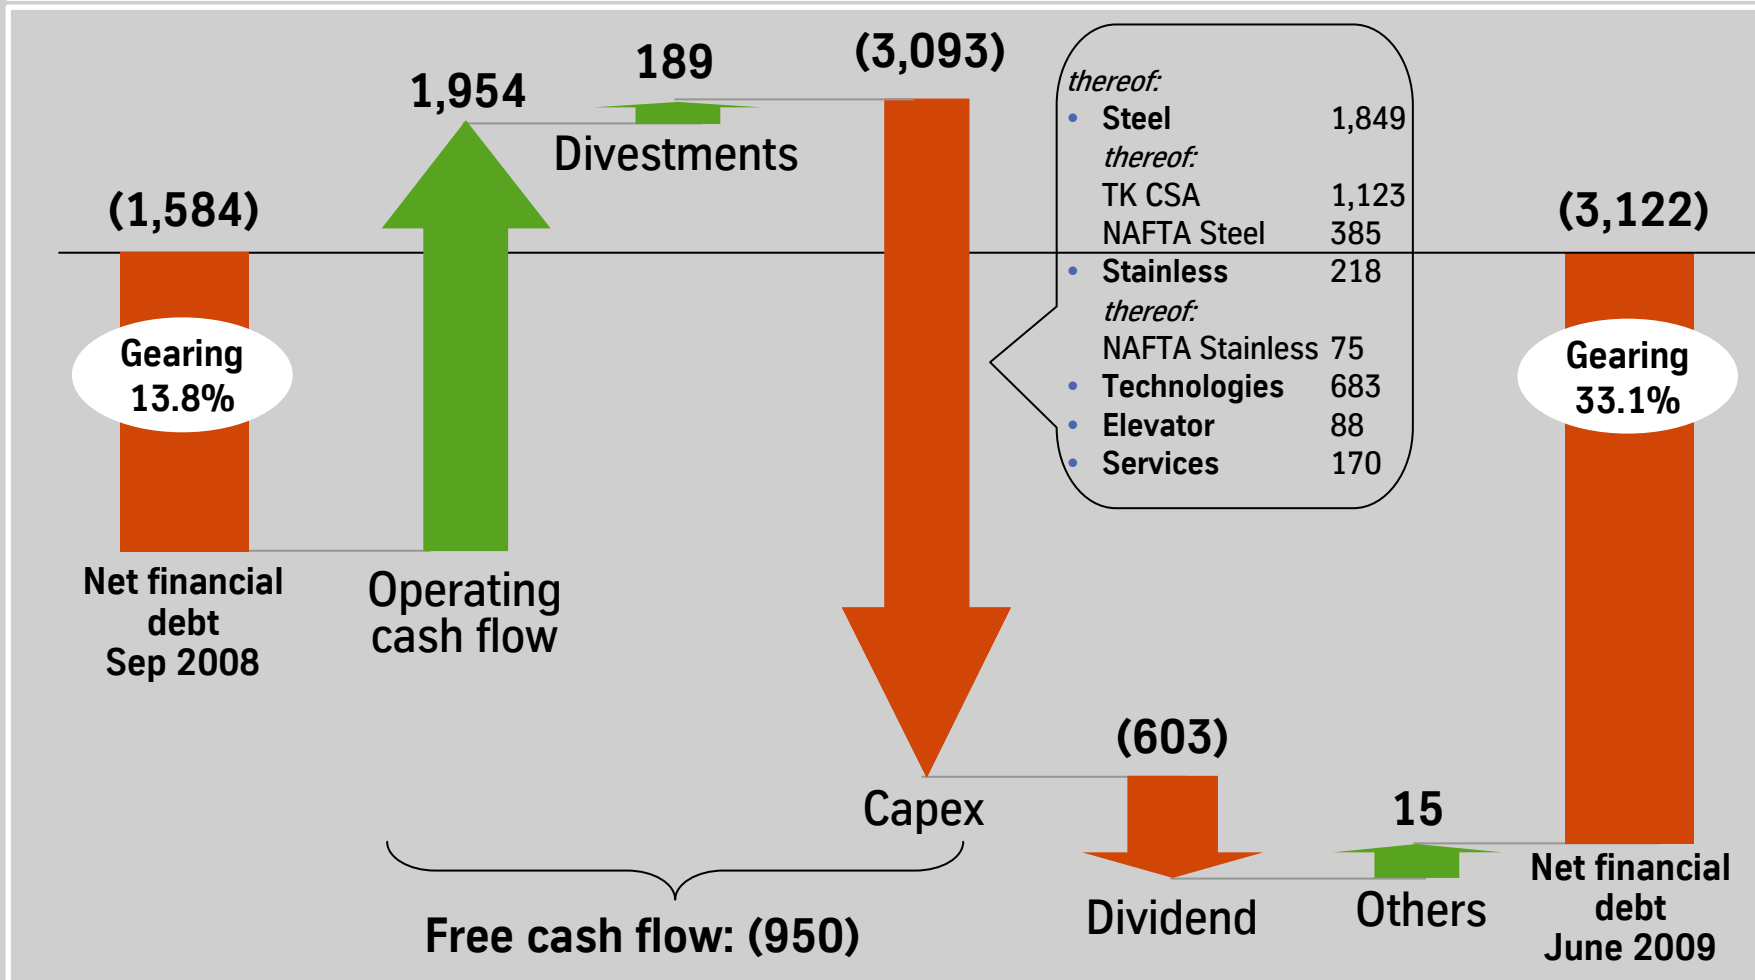 (1,584)
Gearing
13.8%
Net financial
debt
Sep 2008
1,954
Operating
cash flow
189
Divestments
(3,093)
Capex
thereof:
• Steel 1,849
thereof:
TK CSA 1,123
NAFTA Steel 385
• Stainless 218
thereof:
NAFTA Stainless 75
• Technologies 683
• Elevator 88
• Services 170
Free cash flow: (950)
(603)
Dividend
15
Others
(3,122)
Gearing
33.1%
Net financial
debt
June 2009